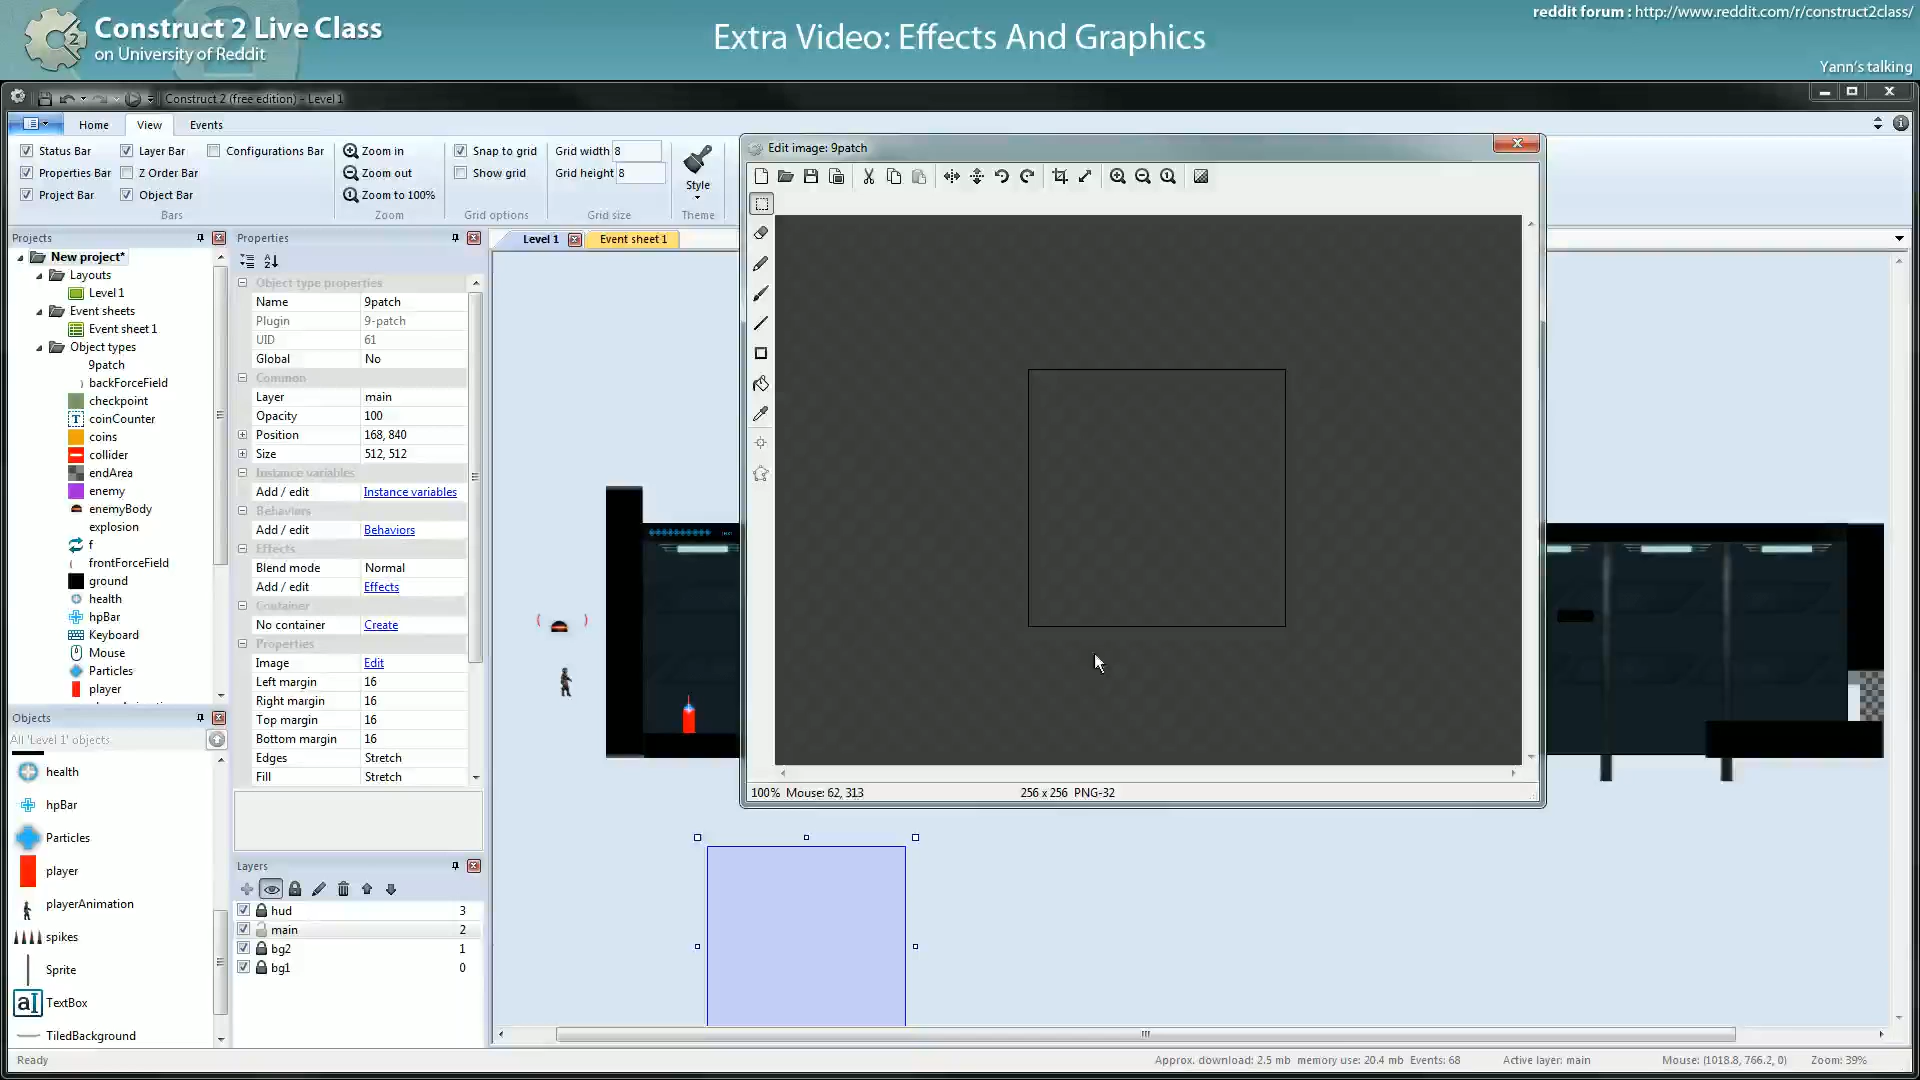 Construct 2 Live Class
on University of Reddit
Extra Video: Effects And Graphics
reddit forum : http://www.reddit.com/r/construct2class/
Yann's talking
Construct 2 (free edition) - Level 1
Home View Events
Status Bar Layer Bar Configurations Bar
Properties Bar Z Order Bar
Project Bar Object Bar
Bars
Zoom in
Zoom out
Zoom to 100%
Zoom
Snap to grid
Show grid
Grid options
Grid width 8
Grid height 8
Grid size
Style
Theme
Projects
New project*
Layouts
Level 1
Event sheets
Event sheet 1
Object types
9patch
backForceField
checkpoint
T coinCounter
coins
collider
endArea
enemy
enemyBody
explosion
f
frontForceField
ground
health
hpBar
Keyboard
Mouse
Particles
player
Objects
All 'Level 1' objects
health
hpBar
Particles
player
playerAnimation
spikes
Sprite
aI TextBox
TiledBackground
Properties
Object type properties
Name 9patch
Plugin 9-patch
UID 61
Global No
Common
Layer main
Opacity 100
Position 168, 840
Size 512, 512
Instance variables
Add / edit Instance variables
Behaviors
Add / edit Behaviors
Effects
Blend mode Normal
Add / edit Effects
Container
No container Create
Properties
Image Edit
Left margin 16
Right margin 16
Top margin 16
Bottom margin 16
Edges Stretch
Fill Stretch
Layers
hud 3
main 2
bg2 1
bg1 0
Level 1 Event sheet 1
Edit image: 9patch
100% Mouse: 62, 313 256 x 256 PNG-32
Ready
Approx. download: 2.5 mb memory use: 20.4 mb Events: 68 Active layer: main Mouse: (1018.8, 766.2, 0) Zoom: 39%